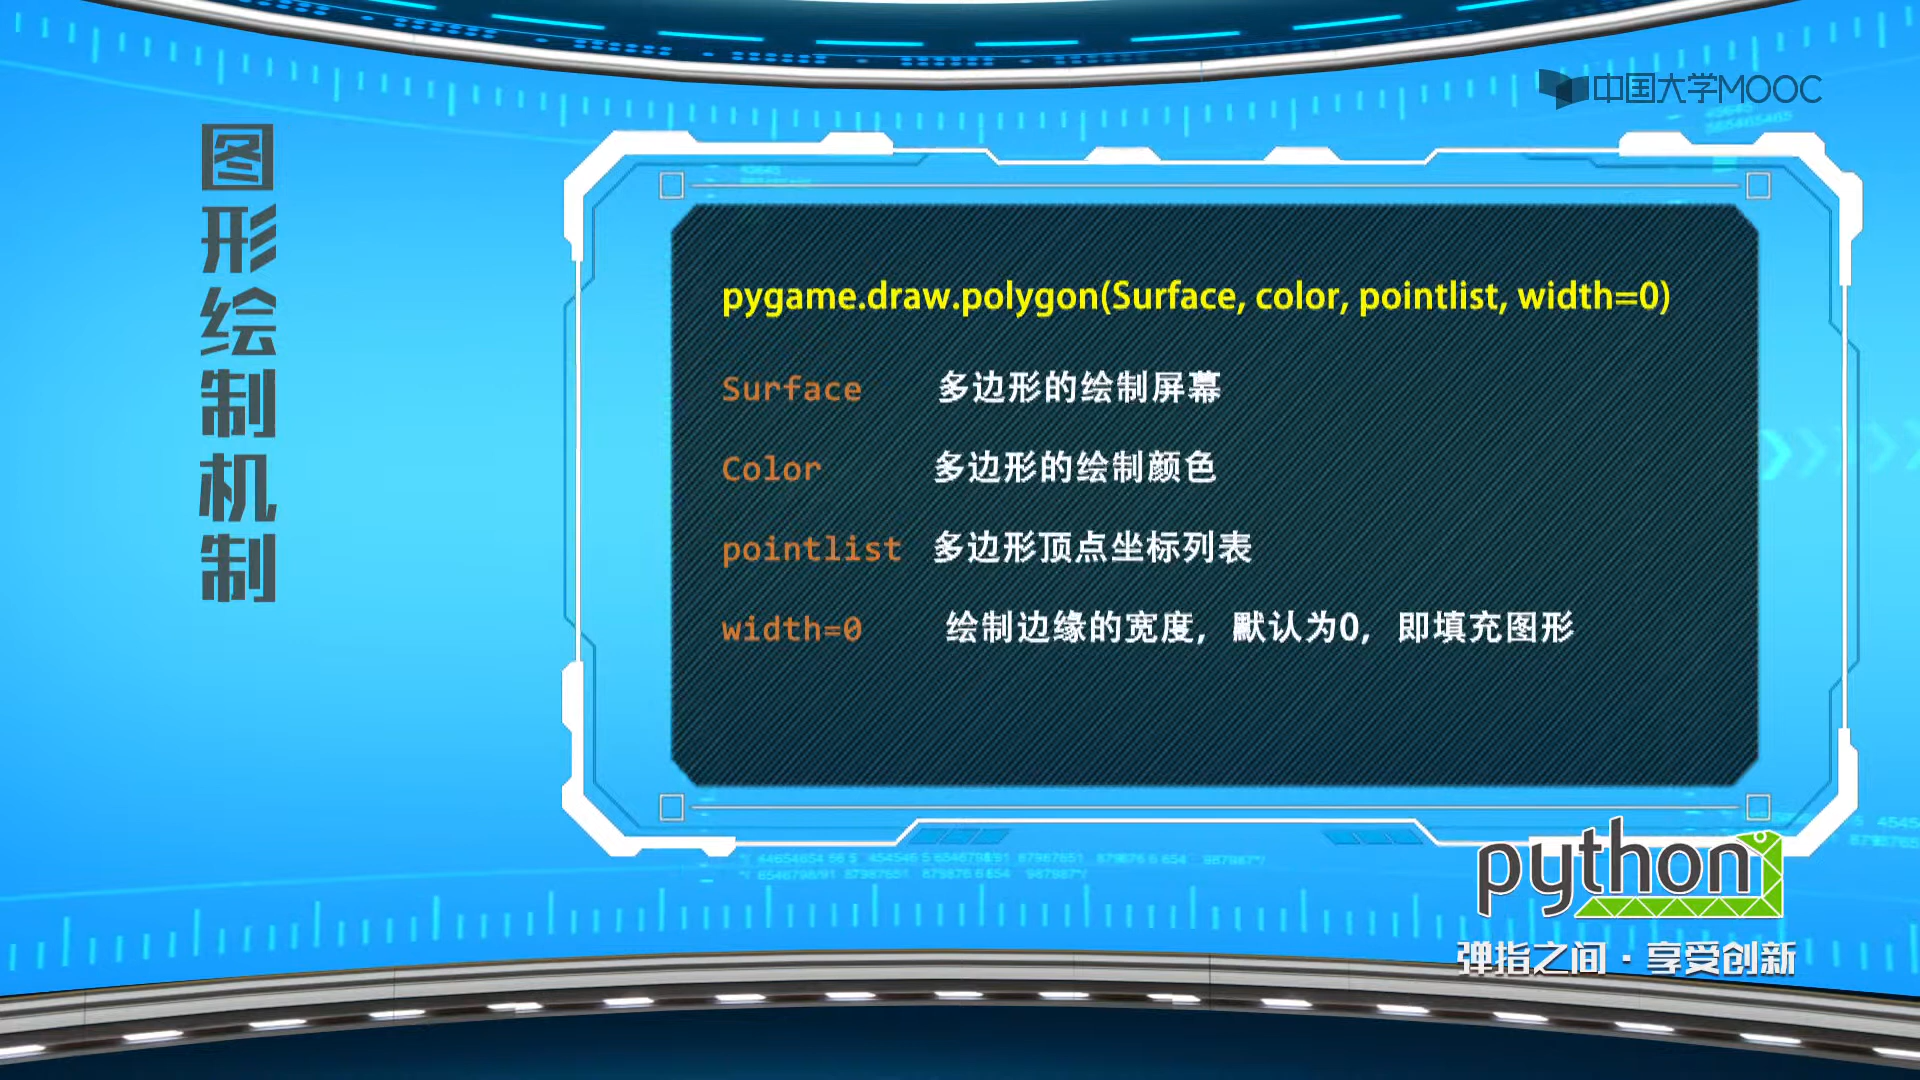 中国大学MOOC
图形绘制机制
pygame.draw.polygon(Surface, color, pointlist, width=0)
Surface 多边形的绘制屏幕
Color 多边形的绘制颜色
pointlist 多边形顶点坐标列表
width=0 绘制边缘的宽度，默认为0，即填充图形
python
弹指之间·享受创新